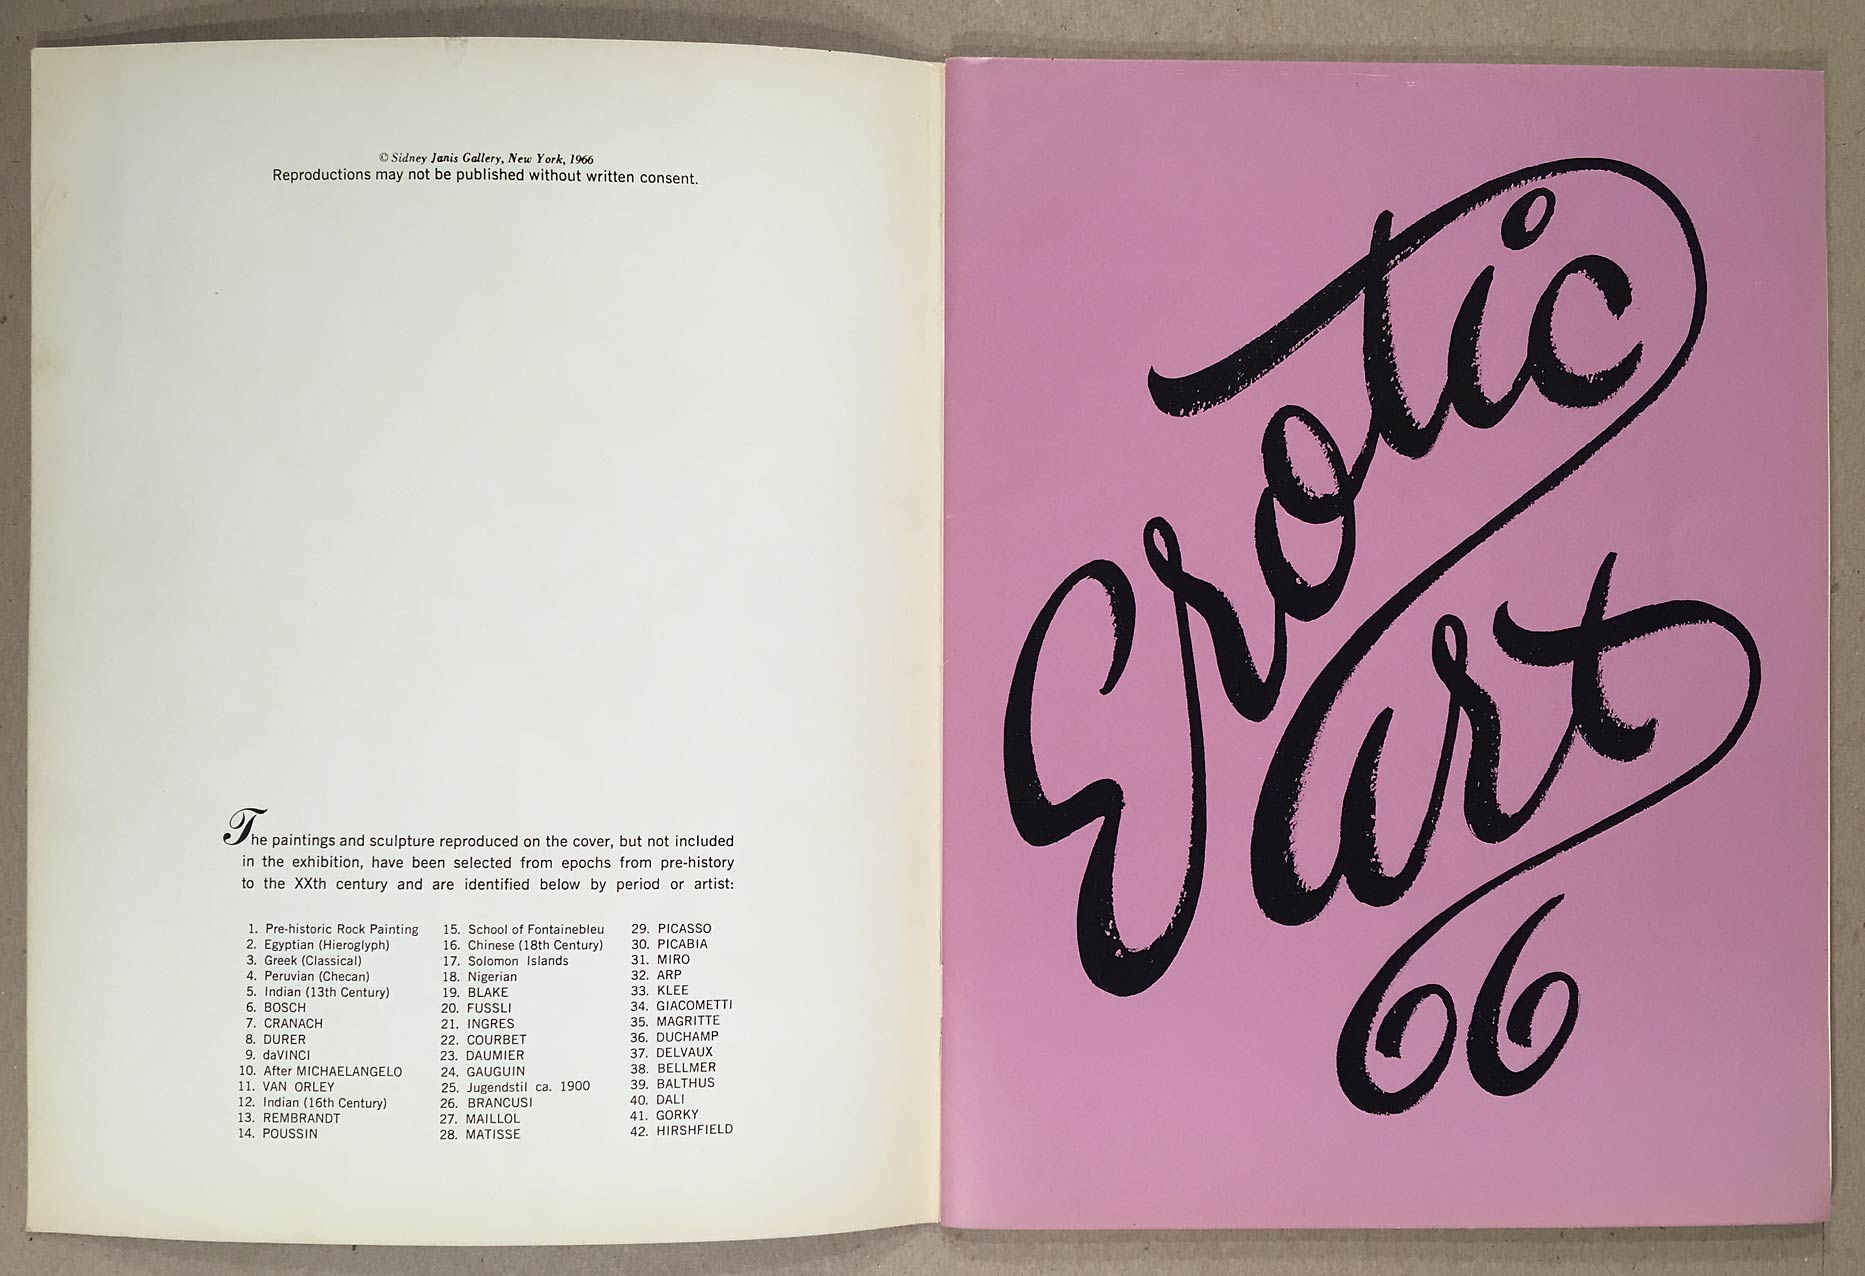 © Sidney Janis Gallery, New York, 1966
Reproductions may not be published without written consent.
The paintings and sculpture reproduced on the cover, but not included
in the exhibition, have been selected from epochs from pre-history
to the XXth century and are identified below by period or artist:
1. Pre-historic Rock Painting
2. Egyptian (Hieroglyph)
3. Greek (Classical)
4. Peruvian (Checan)
5. Indian (13th Century)
6. BOSCH
7. CRANACH
8. DURER
9. daVINCI
10. After MICHAELANGELO
11. VAN ORLEY
12. Indian (16th Century)
13. REMBRANDT
14. POUSSIN
15. School of Fontainebleu
16. Chinese (18th Century)
17. Solomon Islands
18. Nigerian
19. BLAKE
20. FUSSLI
21. INGRES
22. COURBET
23. DAUMIER
24. GAUGUIN
25. Jugendstil ca. 1900
26. BRANCUSI
27. MAILLOL
28. MATISSE
29. PICASSO
30. PICABIA
31. MIRO
32. ARP
33. KLEE
34. GIACOMETTI
35. MAGRITTE
36. DUCHAMP
37. DELVAUX
38. BELLMER
39. BALTHUS
40. DALI
41. GORKY
42. HIRSHFIELD
Erotic
art
66